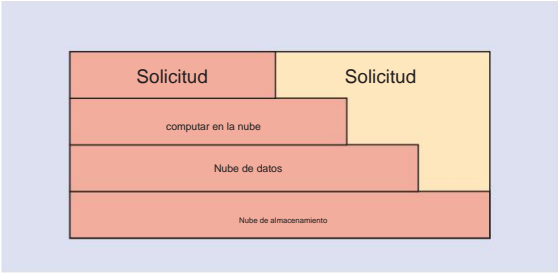 Solicitud
Solicitud
computar en la nube
Nube de datos
Nube de almacenamiento